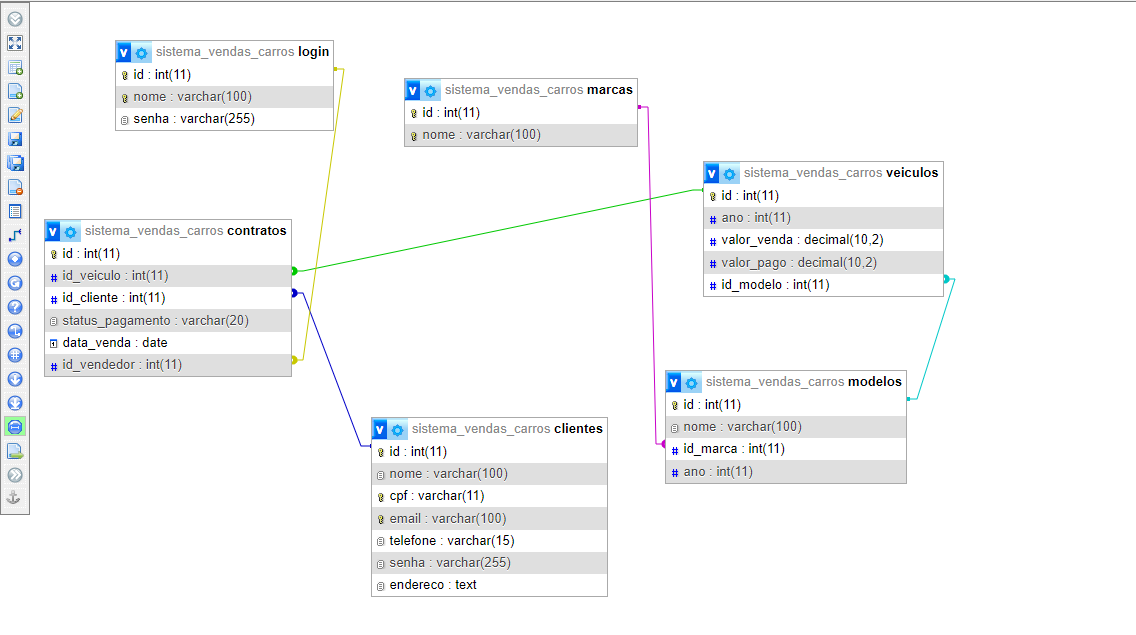 sistema_vendas_carros login
id : int(11)
nome : varchar(100)
senha : varchar(255)
sistema_vendas_carros marcas
id : int(11)
nome : varchar(100)
sistema_vendas_carros veiculos
id : int(11)
ano : int(11)
valor_venda : decimal(10,2)
valor_pago : decimal(10,2)
id_modelo : int(11)
sistema_vendas_carros contratos
id : int(11)
id_veiculo : int(11)
id_cliente : int(11)
status_pagamento : varchar(20)
data_venda : date
id_vendedor : int(11)
sistema_vendas_carros modelos
id : int(11)
nome : varchar(100)
id_marca : int(11)
ano : int(11)
sistema_vendas_carros clientes
id : int(11)
nome : varchar(100)
cpf : varchar(11)
email : varchar(100)
telefone : varchar(15)
senha : varchar(255)
endereco : text